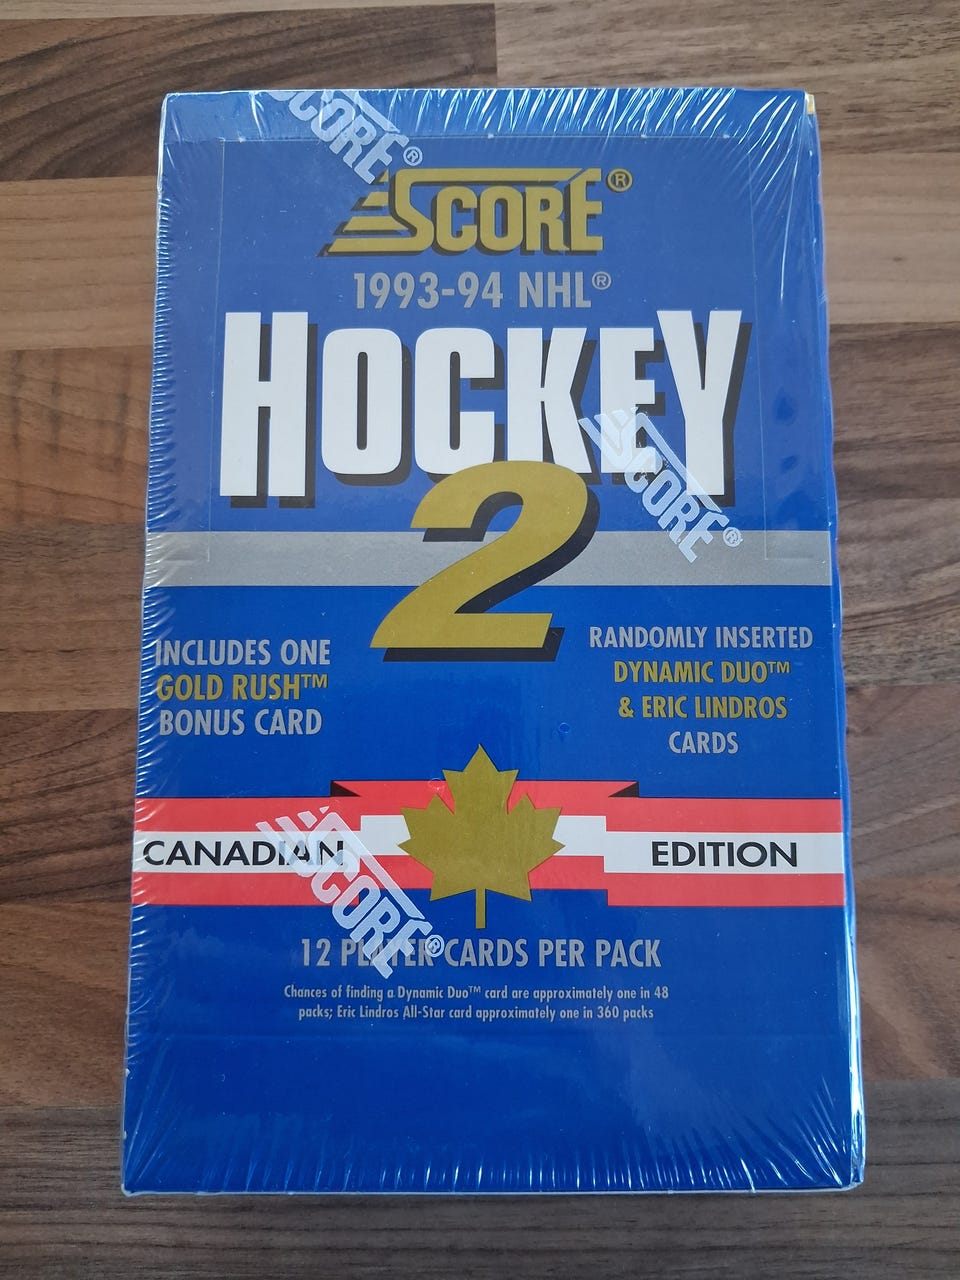 SCORE®
SCORE®
1993-94 NHL®
HOCKEY
2
SCORE®
INCLUDES ONE
GOLD RUSH™
BONUS CARD
RANDOMLY INSERTED
DYNAMIC DUO™
& ERIC LINDROS
CARDS
CANADIAN EDITION
SCORE®
12 PLAYER CARDS PER PACK
Chances of finding a Dynamic Duo™ card are approximately one in 48
packs; Eric Lindros All-Star card approximately one in 360 packs